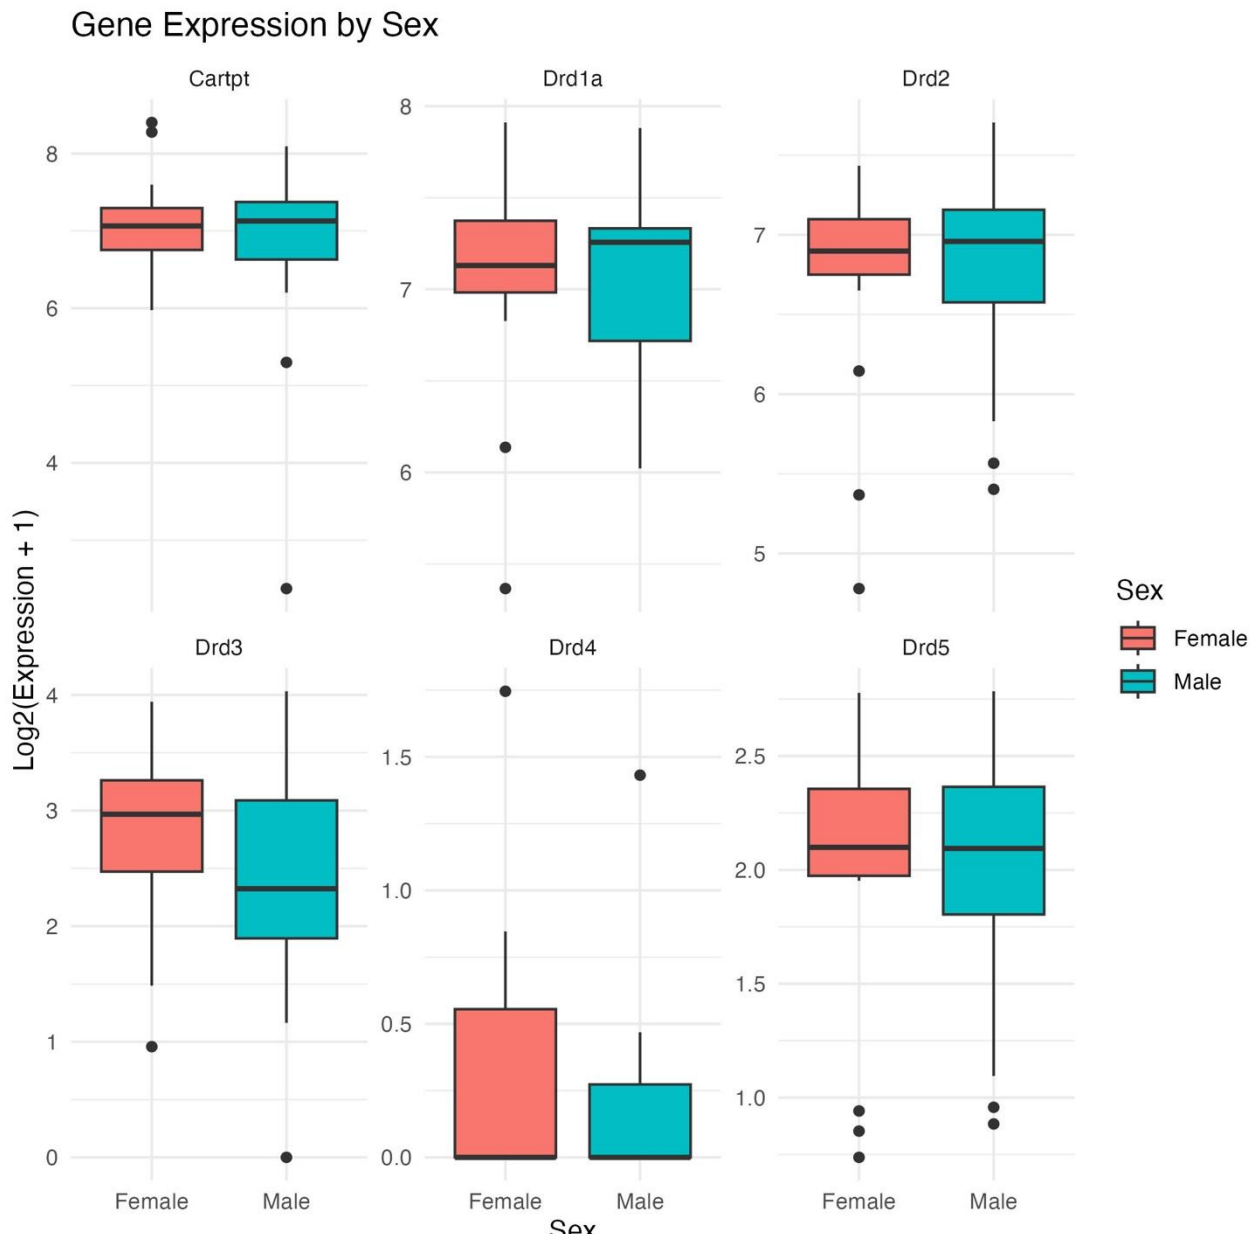 Gene Expression by Sex
Cartpt
Drd1a
Drd2
8
6
4
8
7
6
7
6
5
Log2(Expression + 1)
Drd3
Drd4
Drd5
4
3
2
1
0
1.5
1.0
0.5
0.0
2.5
2.0
1.5
1.0
Female
Male
Female
Male
Female
Male
Sex
Sex
Female
Male